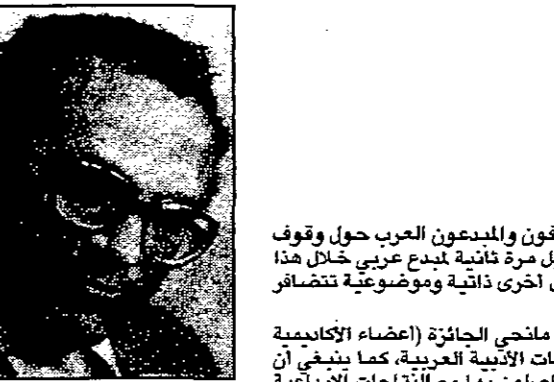 فون والمبدعون العرب حول وقوف
ل مرة ثانية لمبدع عربي خلال هذا
أخرى ذاتية وموضوعية تتضافر
مانحي الجائزة (اعضاء الأكاديمية
ات الأدبية العربية، كما ينبغي أن